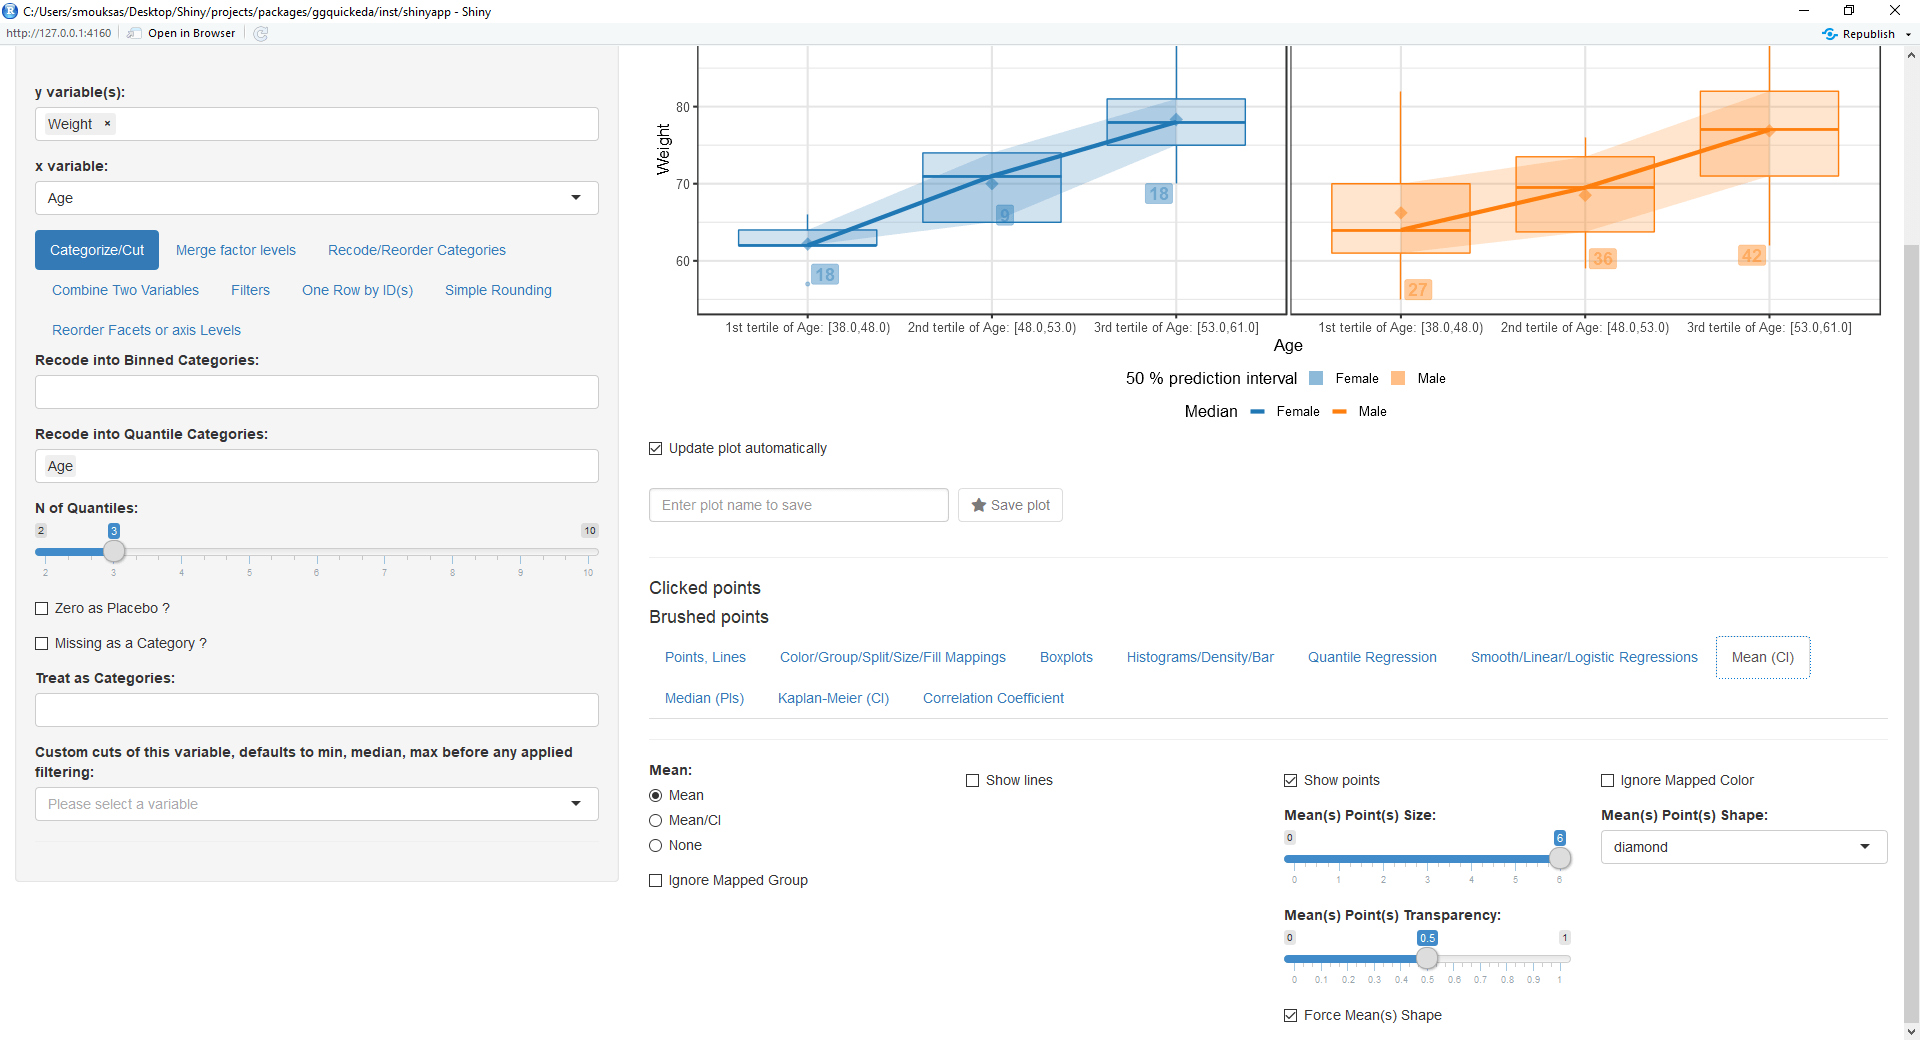 C:/Users/smouksas/Desktop/Shiny/projects/packages/ggquickeda/inst/shinyapp - Shiny
http://127.0.0.1:4160 Open in Browser Republish
y variable(s):
Weight ×
x variable:
Age
Categorize/Cut Merge factor levels Recode/Reorder Categories
Combine Two Variables Filters One Row by ID(s) Simple Rounding
Reorder Facets or axis Levels
Recode into Binned Categories:
Recode into Quantile Categories:
Age
N of Quantiles:
2 3 10
2 3 4 5 6 7 8 9 10
Zero as Placebo ?
Missing as a Category ?
Treat as Categories:
Custom cuts of this variable, defaults to min, median, max before any applied
filtering:
Please select a variable
Weight
80
70
60
18 9 18
27 36 42
1st tertile of Age: [38.0,48.0) 2nd tertile of Age: [48.0,53.0) 3rd tertile of Age: [53.0,61.0] 1st tertile of Age: [38.0,48.0) 2nd tertile of Age: [48.0,53.0) 3rd tertile of Age: [53.0,61.0]
Age
50 % prediction interval Female Male
Median Female Male
Update plot automatically
Enter plot name to save Save plot
Clicked points
Brushed points
Points, Lines Color/Group/Split/Size/Fill Mappings Boxplots Histograms/Density/Bar Quantile Regression Smooth/Linear/Logistic Regressions Mean (CI)
Median (PIs) Kaplan-Meier (CI) Correlation Coefficient
Mean:
Mean
Mean/CI
None
Ignore Mapped Group
Show lines
Show points
Mean(s) Point(s) Size:
0 6
0 1 2 3 4 5 6
Mean(s) Point(s) Transparency:
0 0.5 1
0 0.1 0.2 0.3 0.4 0.5 0.6 0.7 0.8 0.9 1
Force Mean(s) Shape
Ignore Mapped Color
Mean(s) Point(s) Shape:
diamond